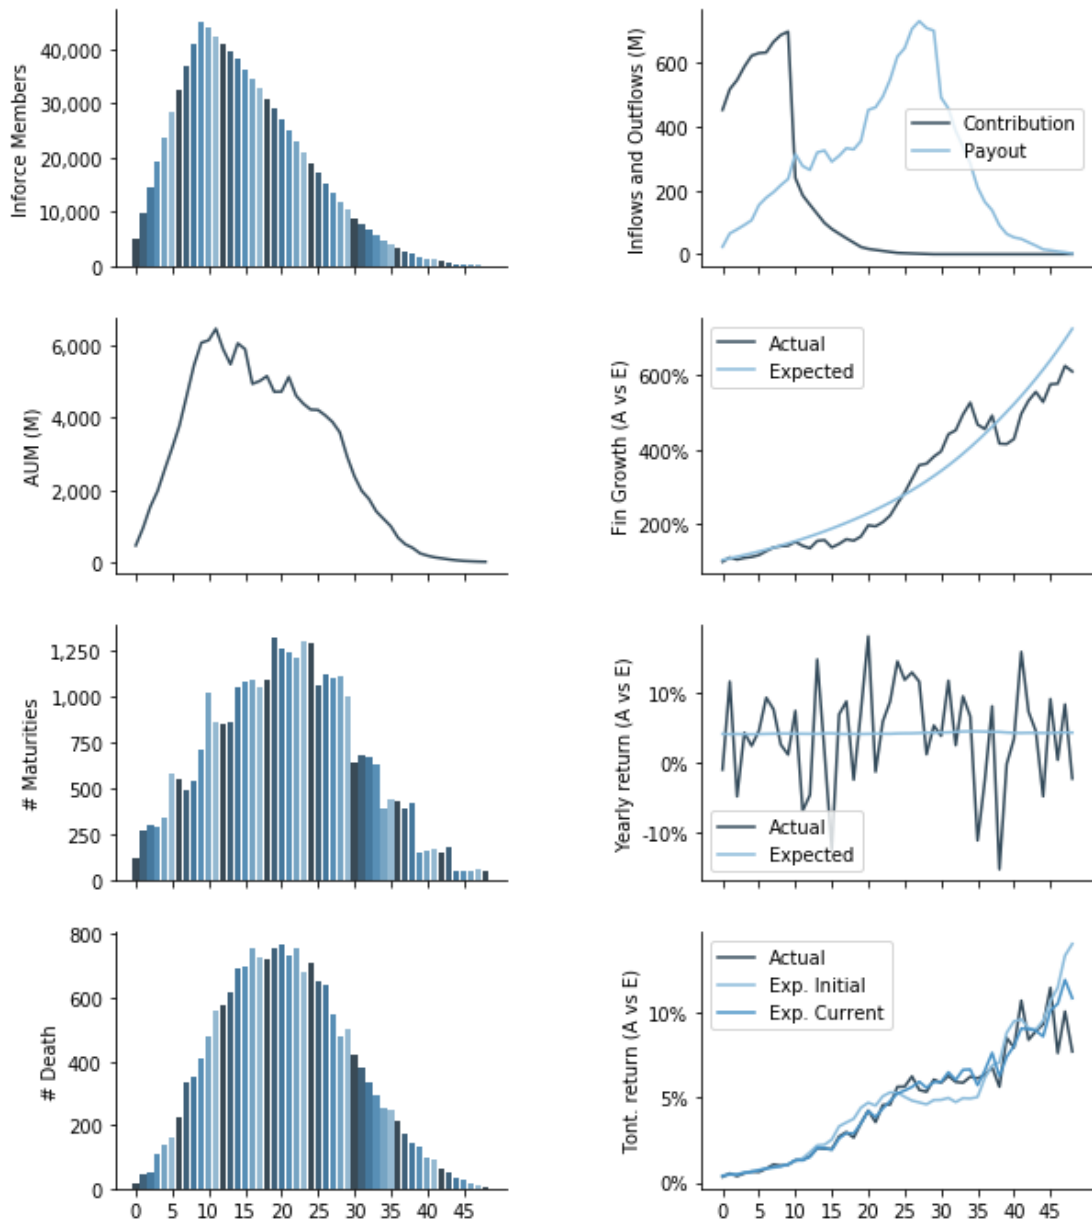 Inforce Members
40,000
30,000
20,000
10,000
0
Inflows and Outflows (M)
600
400
200
0
Contribution
Payout
AUM (M)
6,000
4,000
2,000
0
Fin Growth (A vs E)
600%
400%
200%
Actual
Expected
# Maturities
1,250
1,000
750
500
250
0
Yearly return (A vs E)
10%
0%
-10%
Actual
Expected
# Death
800
600
400
200
0
0 5 10 15 20 25 30 35 40 45
Tont. return (A vs E)
10%
5%
0%
Actual
Exp. Initial
Exp. Current
0 5 10 15 20 25 30 35 40 45